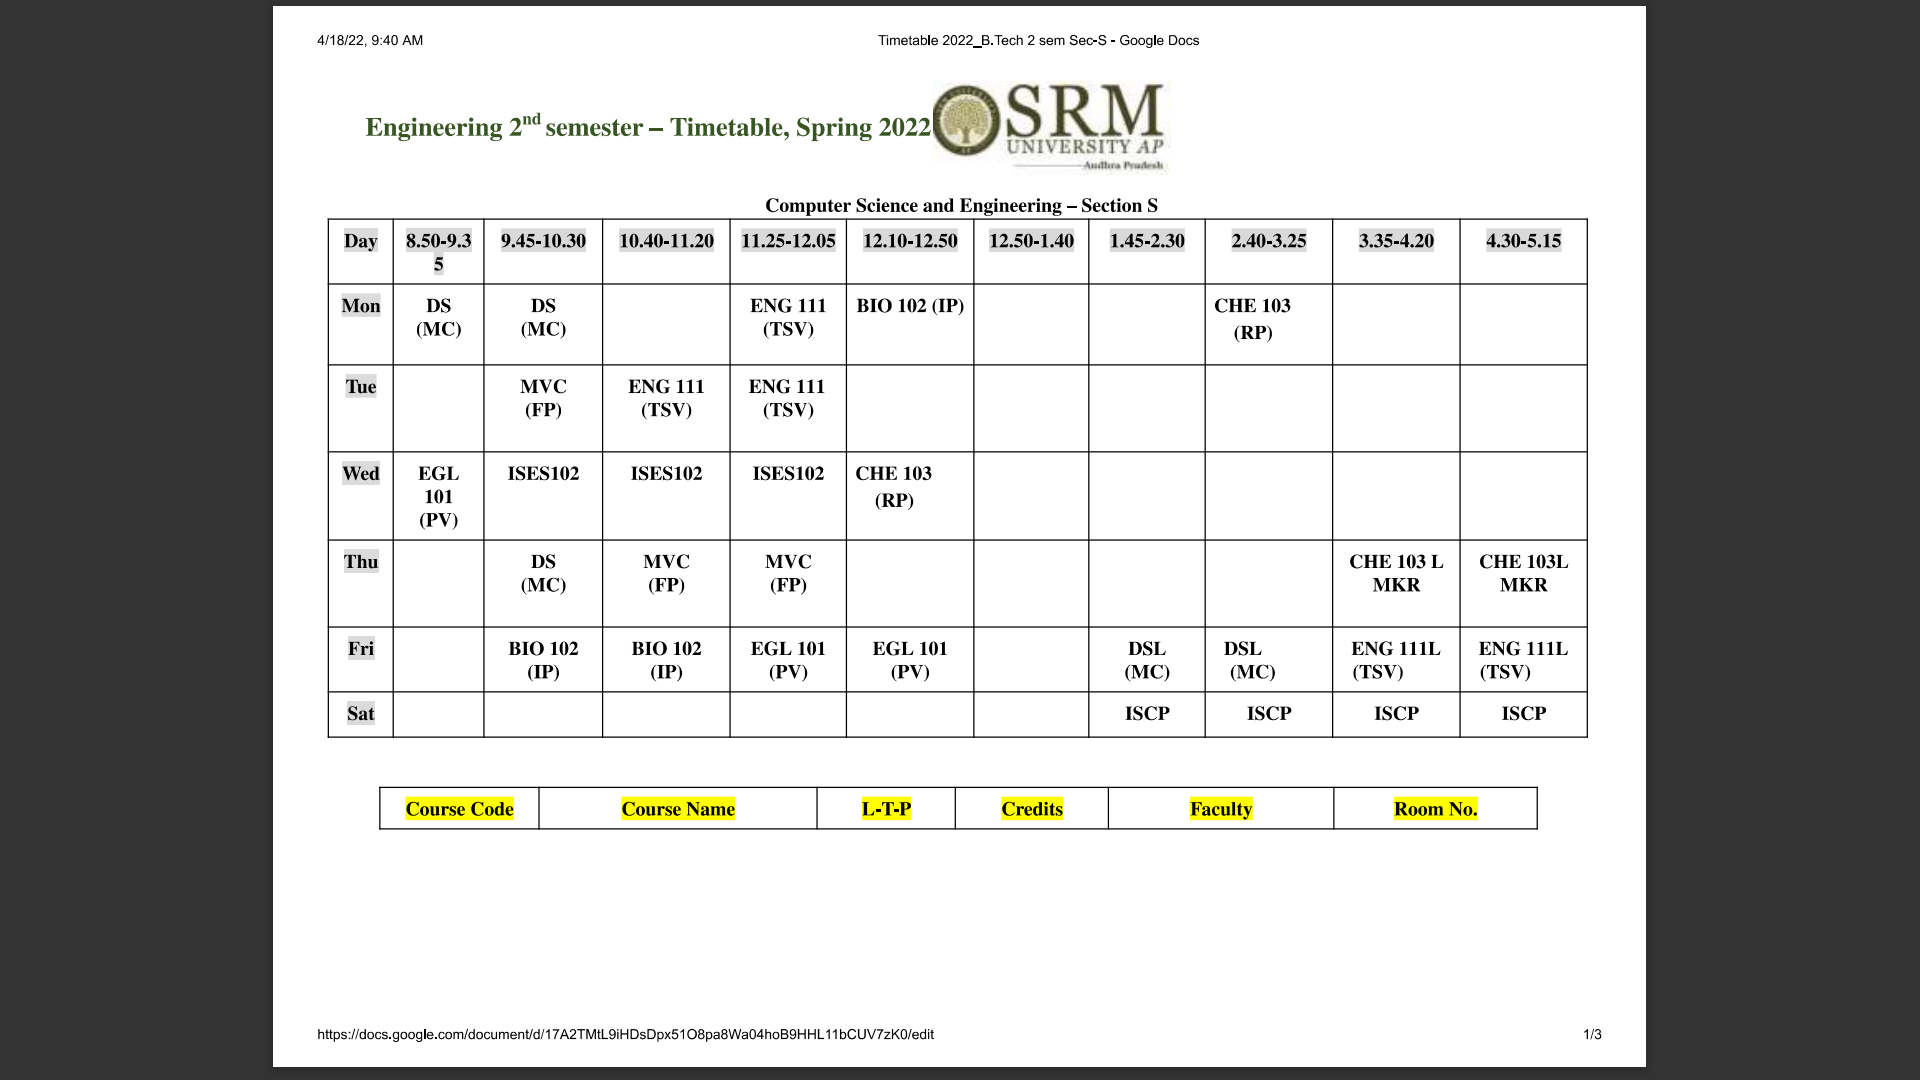 4/18/22, 9:40 AM
Timetable 2022_B.Tech 2 sem Sec-S - Google Docs
Engineering 2nd semester – Timetable, Spring 2022
SRM
UNIVERSITY AP
Andhra Pradesh
Computer Science and Engineering – Section S
Day 8.50-9.3 9.45-10.30 10.40-11.20 11.25-12.05 12.10-12.50 12.50-1.40 1.45-2.30 2.40-3.25 3.35-4.20 4.30-5.15
5
Mon DS DS ENG 111 BIO 102 (IP) CHE 103
(MC) (MC) (TSV) (RP)
Tue MVC ENG 111 ENG 111
(FP) (TSV) (TSV)
Wed EGL ISES102 ISES102 ISES102 CHE 103
101 (RP)
(PV)
Thu DS MVC MVC CHE 103 L CHE 103L
(MC) (FP) (FP) MKR MKR
Fri BIO 102 BIO 102 EGL 101 EGL 101 DSL DSL ENG 111L ENG 111L
(IP) (IP) (PV) (PV) (MC) (MC) (TSV) (TSV)
Sat ISCP ISCP ISCP ISCP
Course Code Course Name L-T-P Credits Faculty Room No.
https://docs.google.com/document/d/17A2TMtL9iHDsDpx51O8pa8Wa04hoB9HHL11bCUV7zK0/edit
1/3